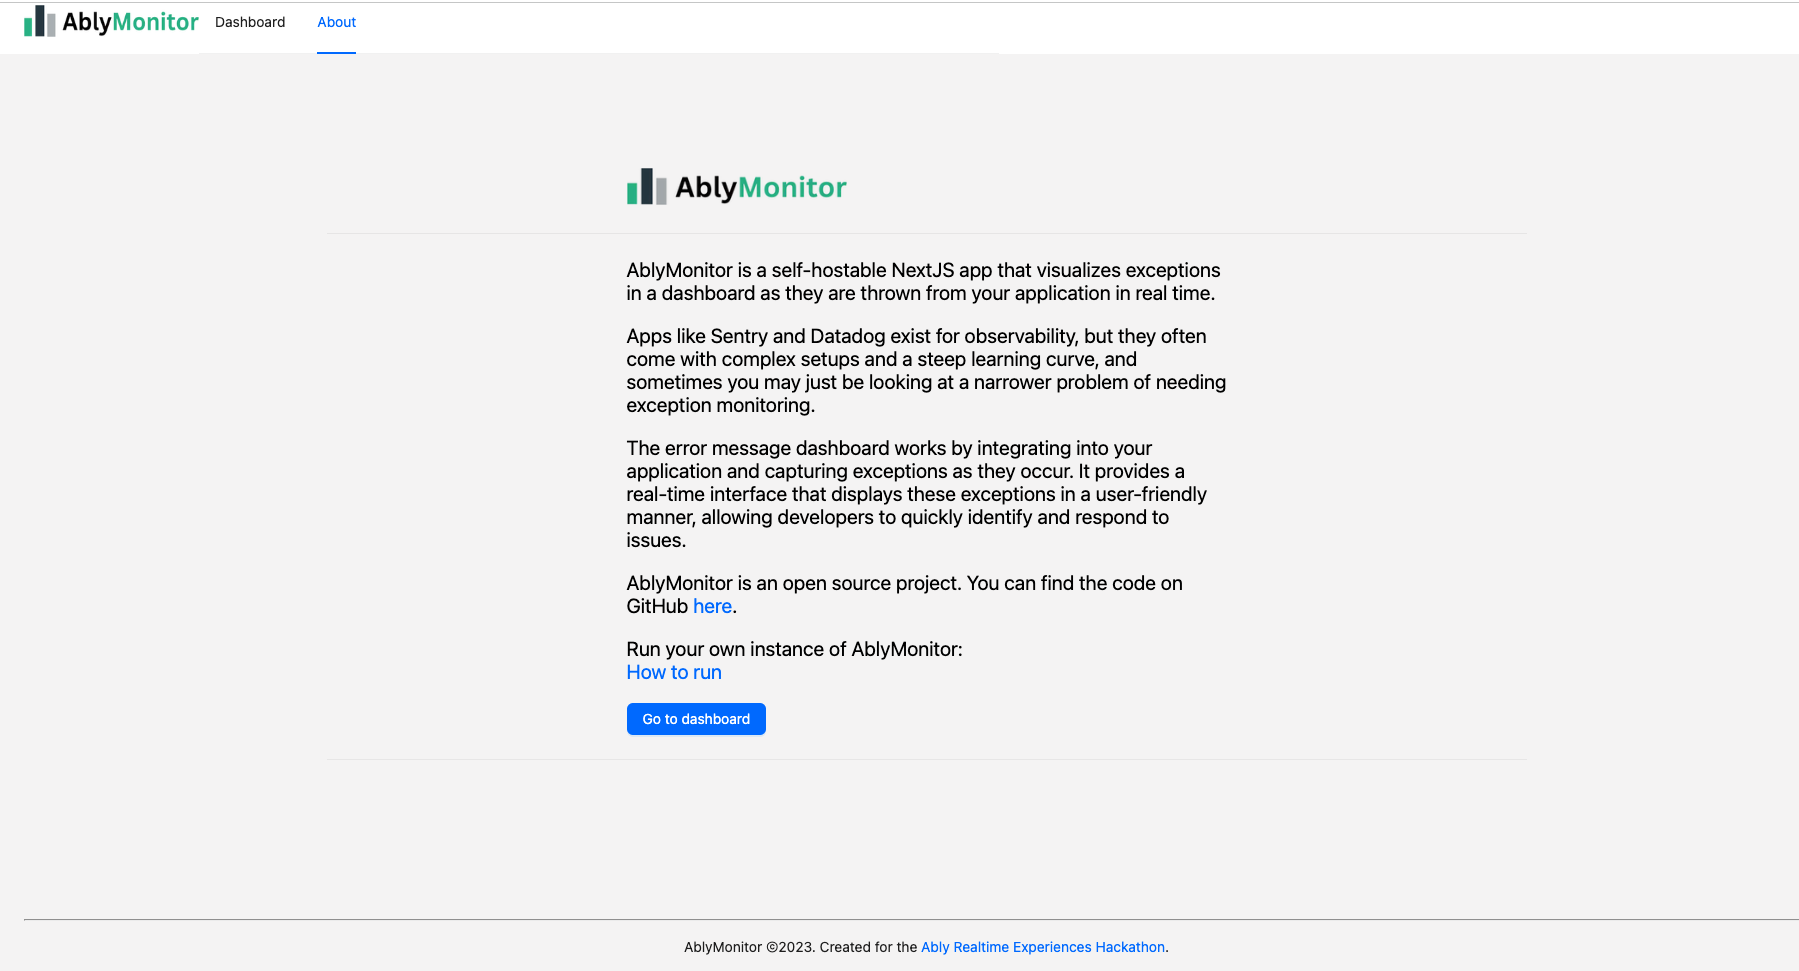 AblyMonitor Dashboard About
AblyMonitor
AblyMonitor is a self-hostable NextJS app that visualizes exceptions
in a dashboard as they are thrown from your application in real time.
Apps like Sentry and Datadog exist for observability, but they often
come with complex setups and a steep learning curve, and
sometimes you may just be looking at a narrower problem of needing
exception monitoring.
The error message dashboard works by integrating into your
application and capturing exceptions as they occur. It provides a
real-time interface that displays these exceptions in a user-friendly
manner, allowing developers to quickly identify and respond to
issues.
AblyMonitor is an open source project. You can find the code on
GitHub here.
Run your own instance of AblyMonitor:
How to run
Go to dashboard
AblyMonitor ©2023. Created for the Ably Realtime Experiences Hackathon.